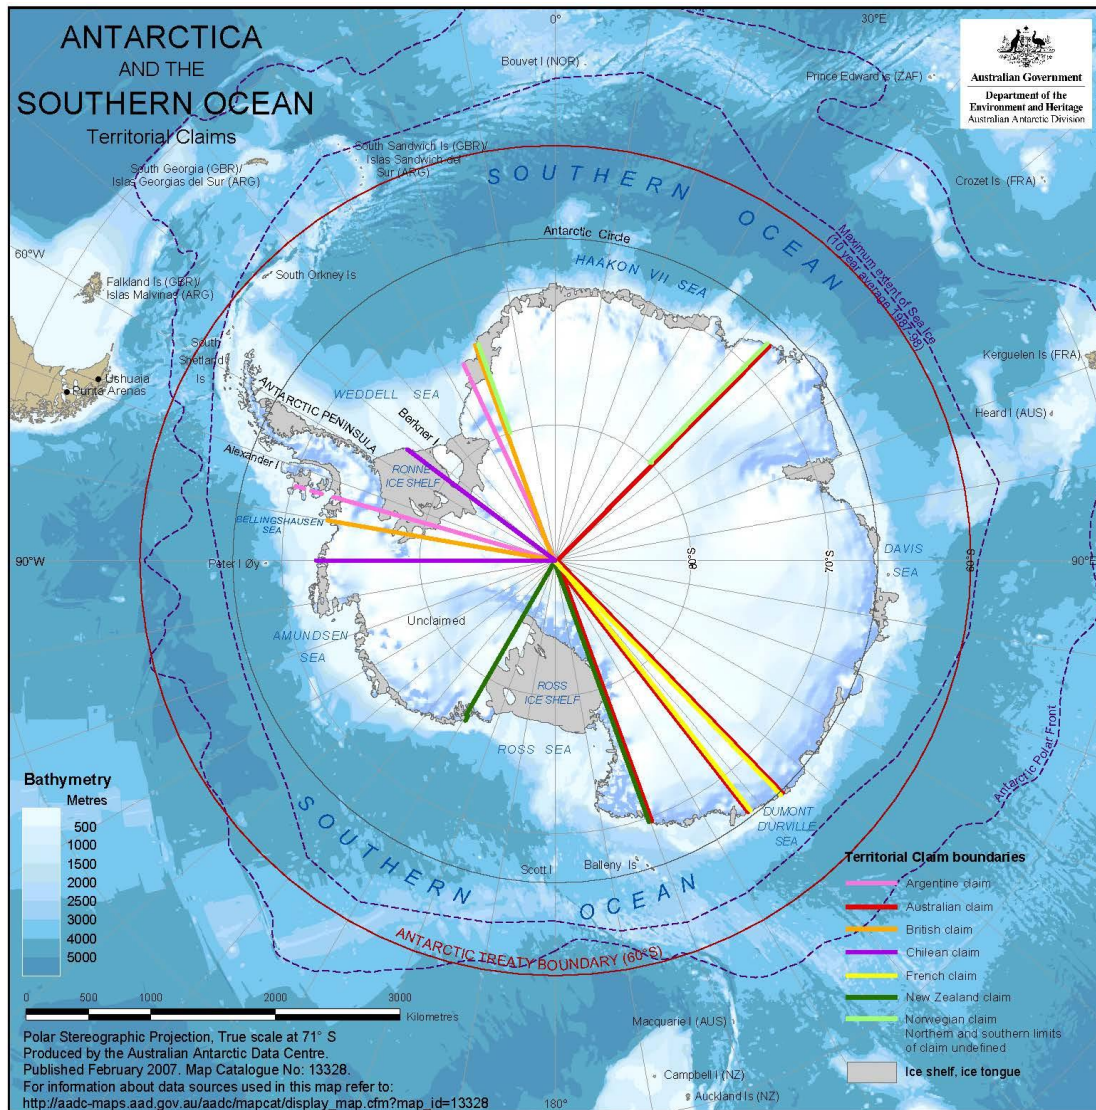 ANTARCTICA
AND THE
SOUTHERN OCEAN
Territorial Claims
0°
30°E
Bouvet I (NOR)
Prince Edward Is (ZAF)
Australian Government
Department of the
Environment and Heritage
Australian Antarctic Division
South Georgia (GBR)/
Islas Georgias del Sur (ARG)
South Sandwich Is (GBR)/
Islas Sandwich del
Sur (ARG)
SOUTHERN OCEAN
Crozet Is (FRA)
Maximum extent of Sea Ice
(10 year average 1987-98)
60°W
Antarctic Circle
HAAKON VII SEA
South Orkney Is
Falkland Is (GBR)/
Islas Malvinas (ARG)
South
Shetland
Is
Kerguelen Is (FRA)
Ushuaia
Punta Arenas
WEDDELL SEA
ANTARCTIC PENINSULA
Berkner I
Heard I (AUS)
Alexander I
RONNE
ICE SHELF
BELLINGSHAUSEN
SEA
90°W
Peter I Øy
80°S
70°S
DAVIS
SEA
60°S
90°E
Unclaimed
AMUNDSEN
SEA
ROSS
ICE SHELF
ROSS SEA
Antarctic Polar Front
Bathymetry
Metres
500
1000
1500
2000
2500
3000
4000
5000
DUMONT
D'URVILLE
SEA
SOUTHERN OCEAN
Scott I
Balleny Is
ANTARCTIC TREATY BOUNDARY (60°S)
Territorial Claim boundaries
Argentine claim
Australian claim
British claim
Chilean claim
French claim
New Zealand claim
Norwegian claim
Northern and southern limits
of claim undefined
Ice shelf, ice tongue
0 500 1000 2000 3000
Kilometres
Macquarie I (AUS)
Campbell I (NZ)
Auckland Is (NZ)
180°
Polar Stereographic Projection, True scale at 71° S
Produced by the Australian Antarctic Data Centre.
Published February 2007. Map Catalogue No: 13328.
For information about data sources used in this map refer to:
http://aadc-maps.aad.gov.au/aadc/mapcat/display_map.cfm?map_id=13328